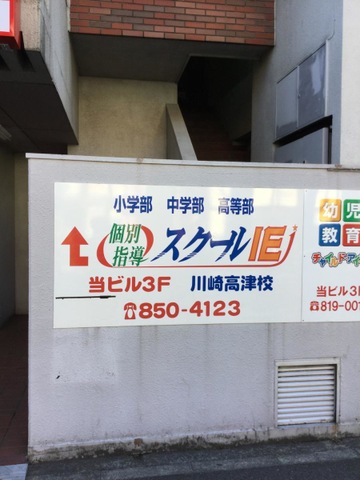 小学部 中学部 高等部
個別
指導
スクールIE
当ビル3F 川崎高津校
☎850-4123
幼児
教育
当ビル3
☎819-001